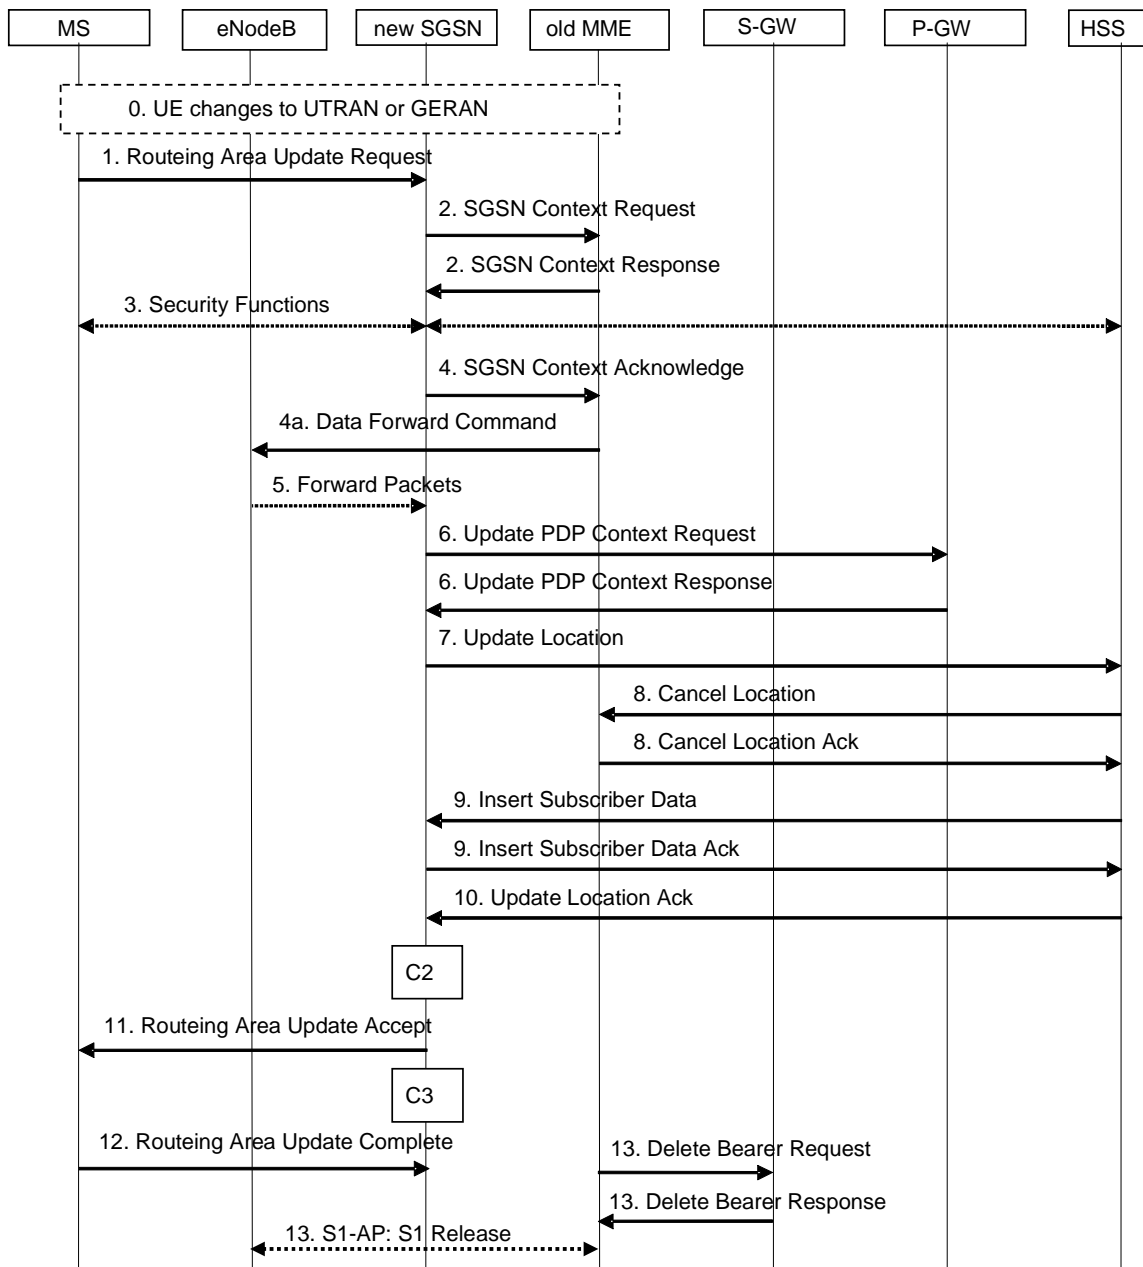 MS
eNodeB
new SGSN
old MME
S-GW
P-GW
HSS
0. UE changes to UTRAN or GERAN
1. Routeing Area Update Request
2. SGSN Context Request
2. SGSN Context Response
3. Security Functions
4. SGSN Context Acknowledge
4a. Data Forward Command
5. Forward Packets
6. Update PDP Context Request
6. Update PDP Context Response
7. Update Location
8. Cancel Location
8. Cancel Location Ack
9. Insert Subscriber Data
9. Insert Subscriber Data Ack
10. Update Location Ack
C2
11. Routeing Area Update Accept
C3
12. Routeing Area Update Complete
13. Delete Bearer Request
13. Delete Bearer Response
13. S1-AP: S1 Release